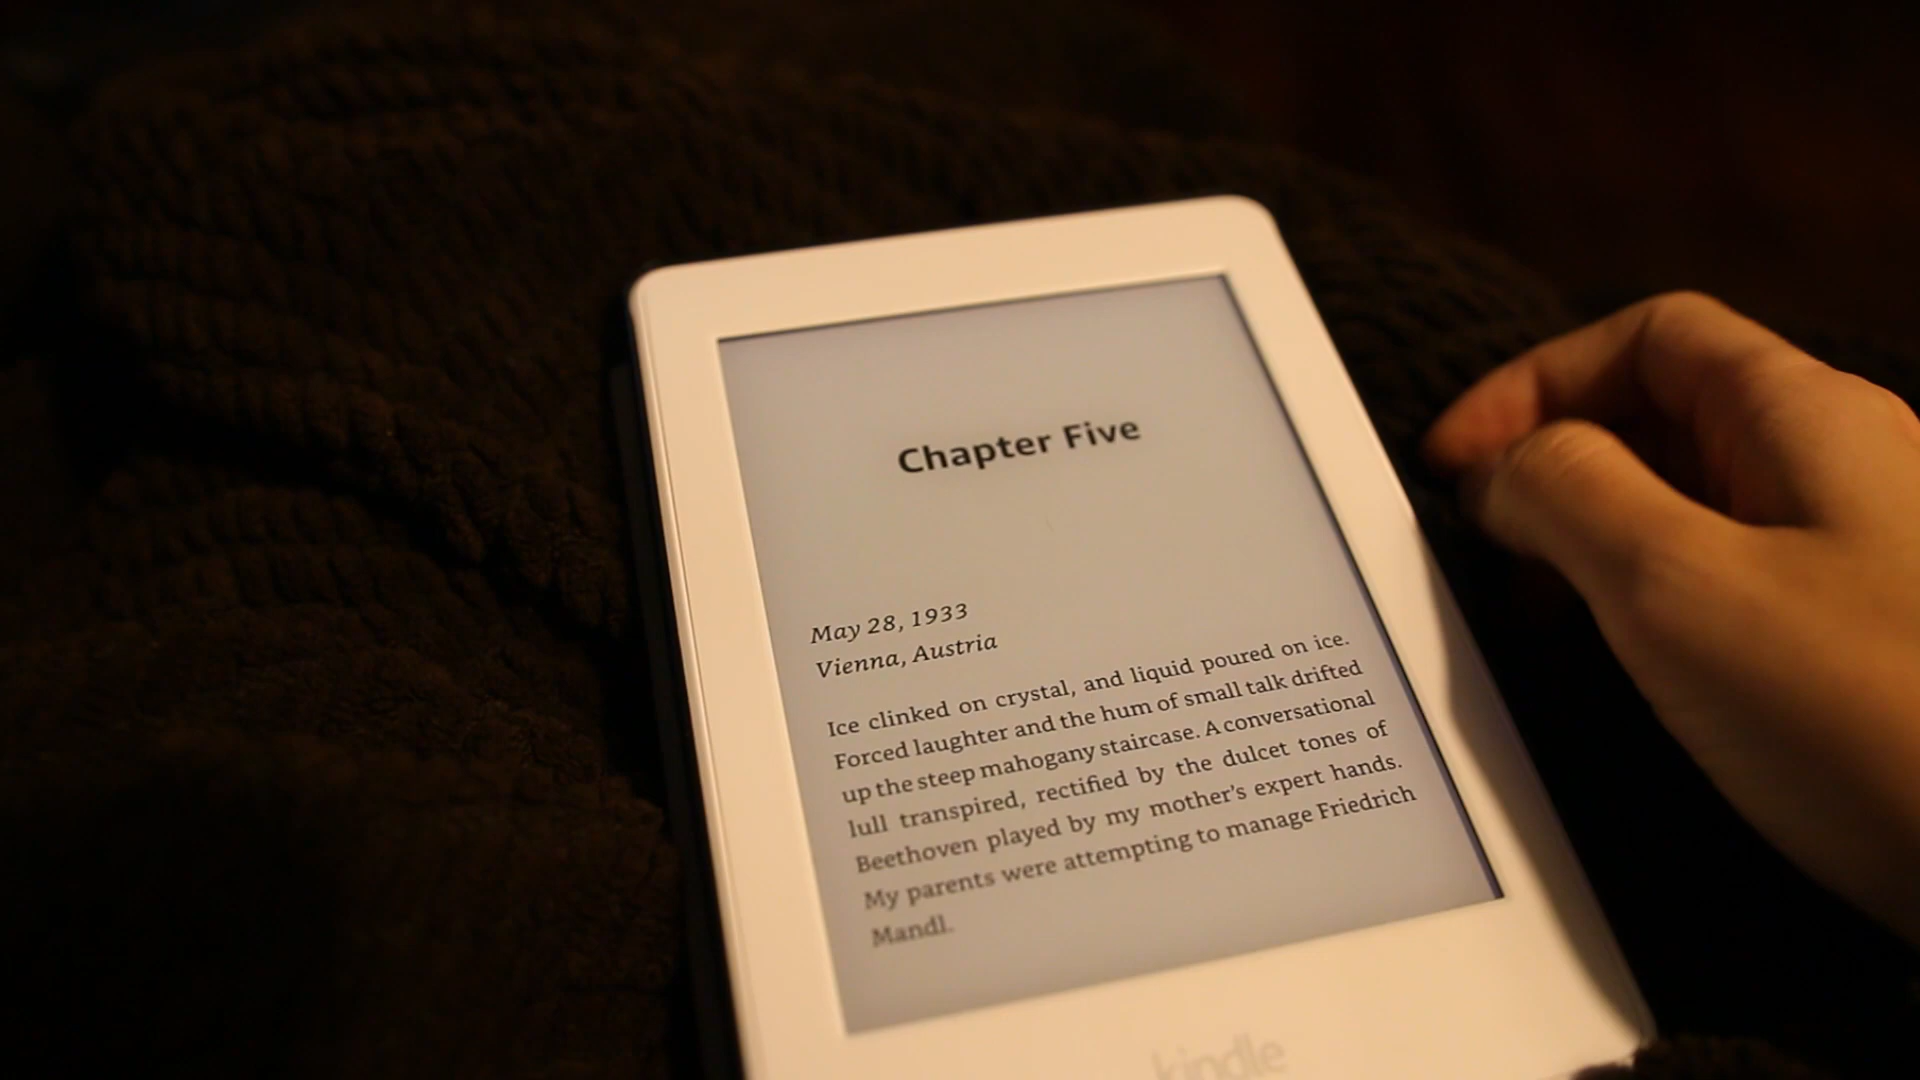 Chapter Five
May 28, 1933
Vienna, Austria
Ice clinked on crystal, and liquid poured on ice.
Forced laughter and the hum of small talk drifted
up the steep mahogany staircase. A conversational
lull transpired, rectified by the dulcet tones of
Beethoven played by my mother's expert hands.
My parents were attempting to manage Friedrich
Mandl.
kindle